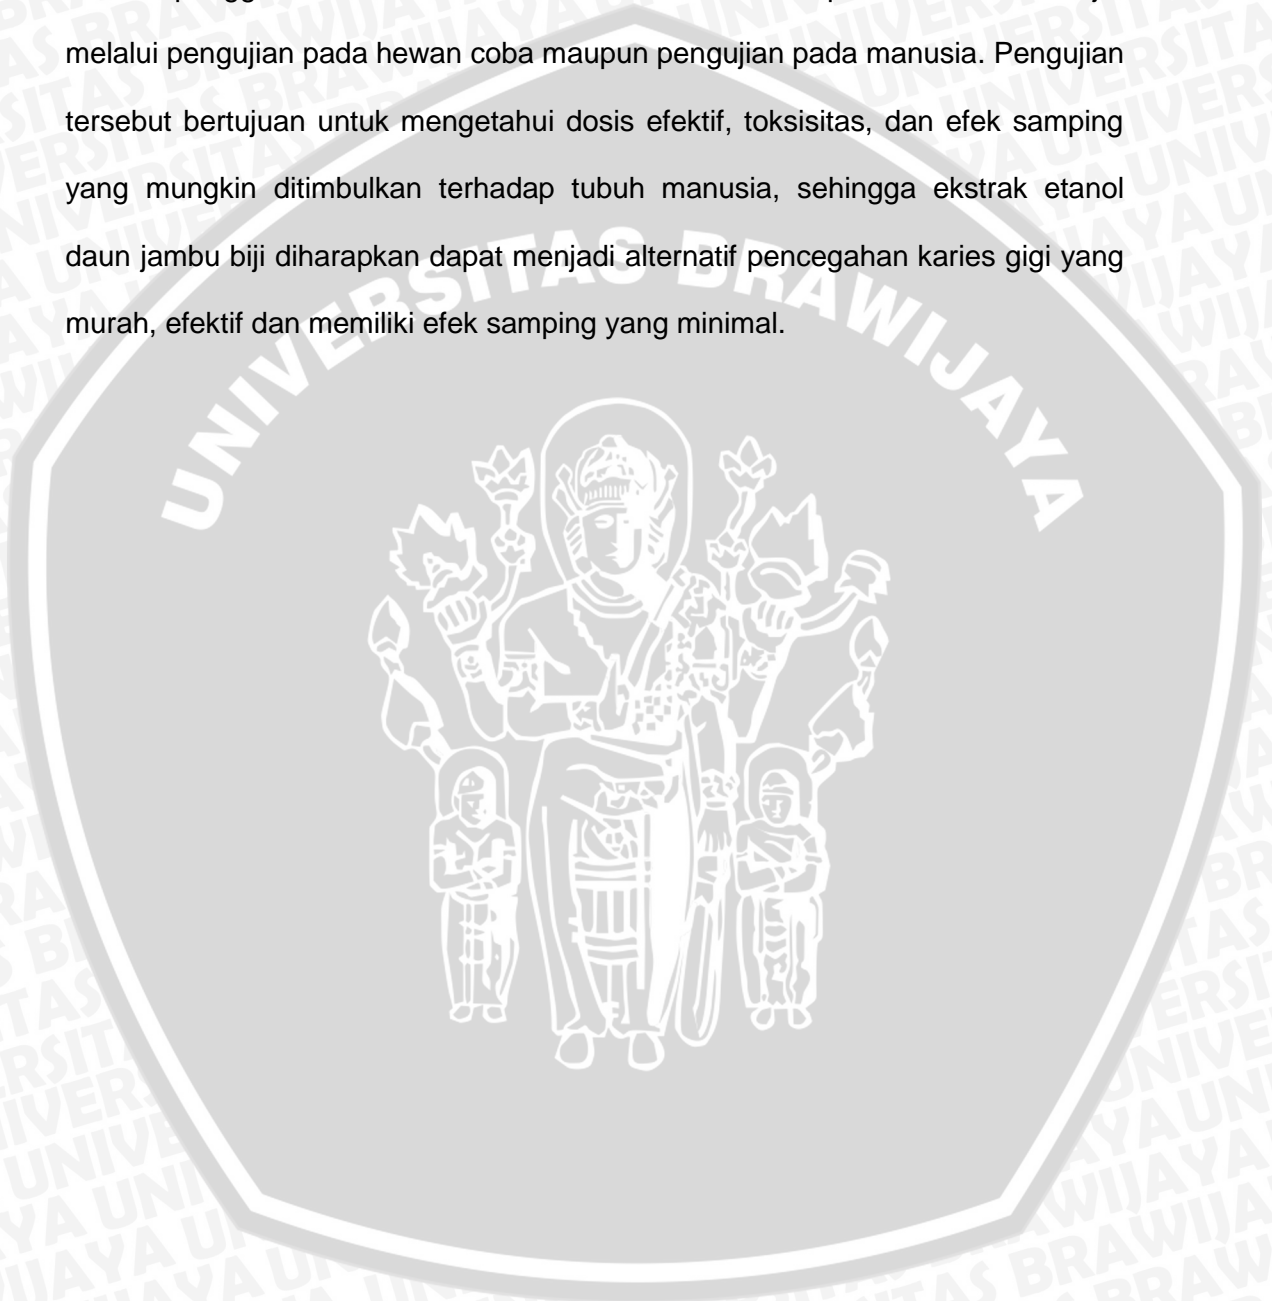 melalui pengujian pada hewan coba maupun pengujian pada manusia. Pengujian
tersebut bertujuan untuk mengetahui dosis efektif, toksisitas, dan efek samping
yang mungkin ditimbulkan terhadap tubuh manusia, sehingga ekstrak etanol
daun jambu biji diharapkan dapat menjadi alternatif pencegahan karies gigi yang
murah, efektif dan memiliki efek samping yang minimal.
UNIVERSITAS BRAWIJAYA